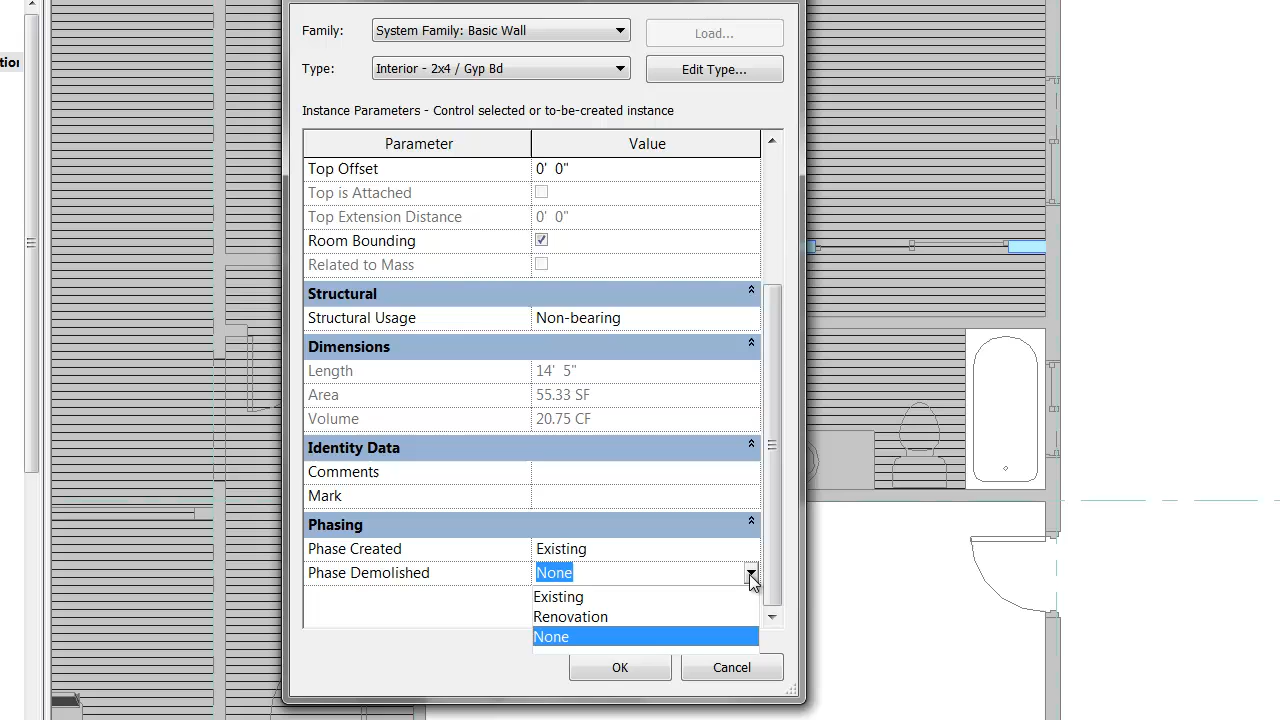 tion
Family: System Family: Basic Wall Load...
Type: Interior - 2x4 / Gyp Bd Edit Type...
Instance Parameters - Control selected or to-be-created instance
Parameter Value
Top Offset 0' 0"
Top is Attached
Top Extension Distance 0' 0"
Room Bounding
Related to Mass
Structural
Structural Usage Non-bearing
Dimensions
Length 14' 5"
Area 55.33 SF
Volume 20.75 CF
Identity Data
Comments
Mark
Phasing
Phase Created Existing
Phase Demolished None
Existing
Renovation
None
OK Cancel